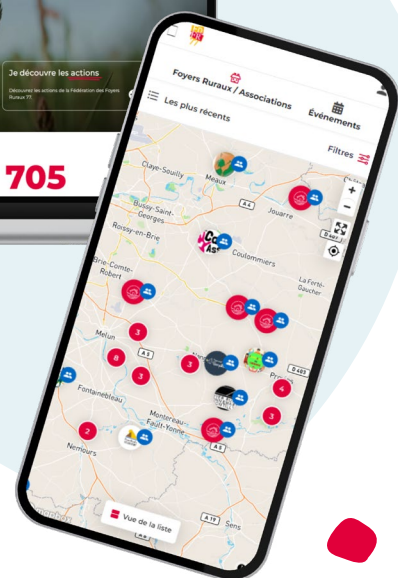 Je découvre les actions
Découvrez les actions de la Fédération des Foyers
Ruraux 77.
705
Foyers Ruraux / Associations
Événements
Les plus récents
Filtres
Claye-Souilly
Meaux
A 4
Jouarre
+
−
Bussy-Saint-
Georges
Roissy-en-Brie
Coulommiers
La Ferté-
Gaucher
Brie-Comte-
Robert
Melun
3
A 5
8
3
3
D 403
4
3
Fontainebleau
Montereau-
Fault-Yonne
2
A 5
Nemours
Vue de la liste
A 19
Sens